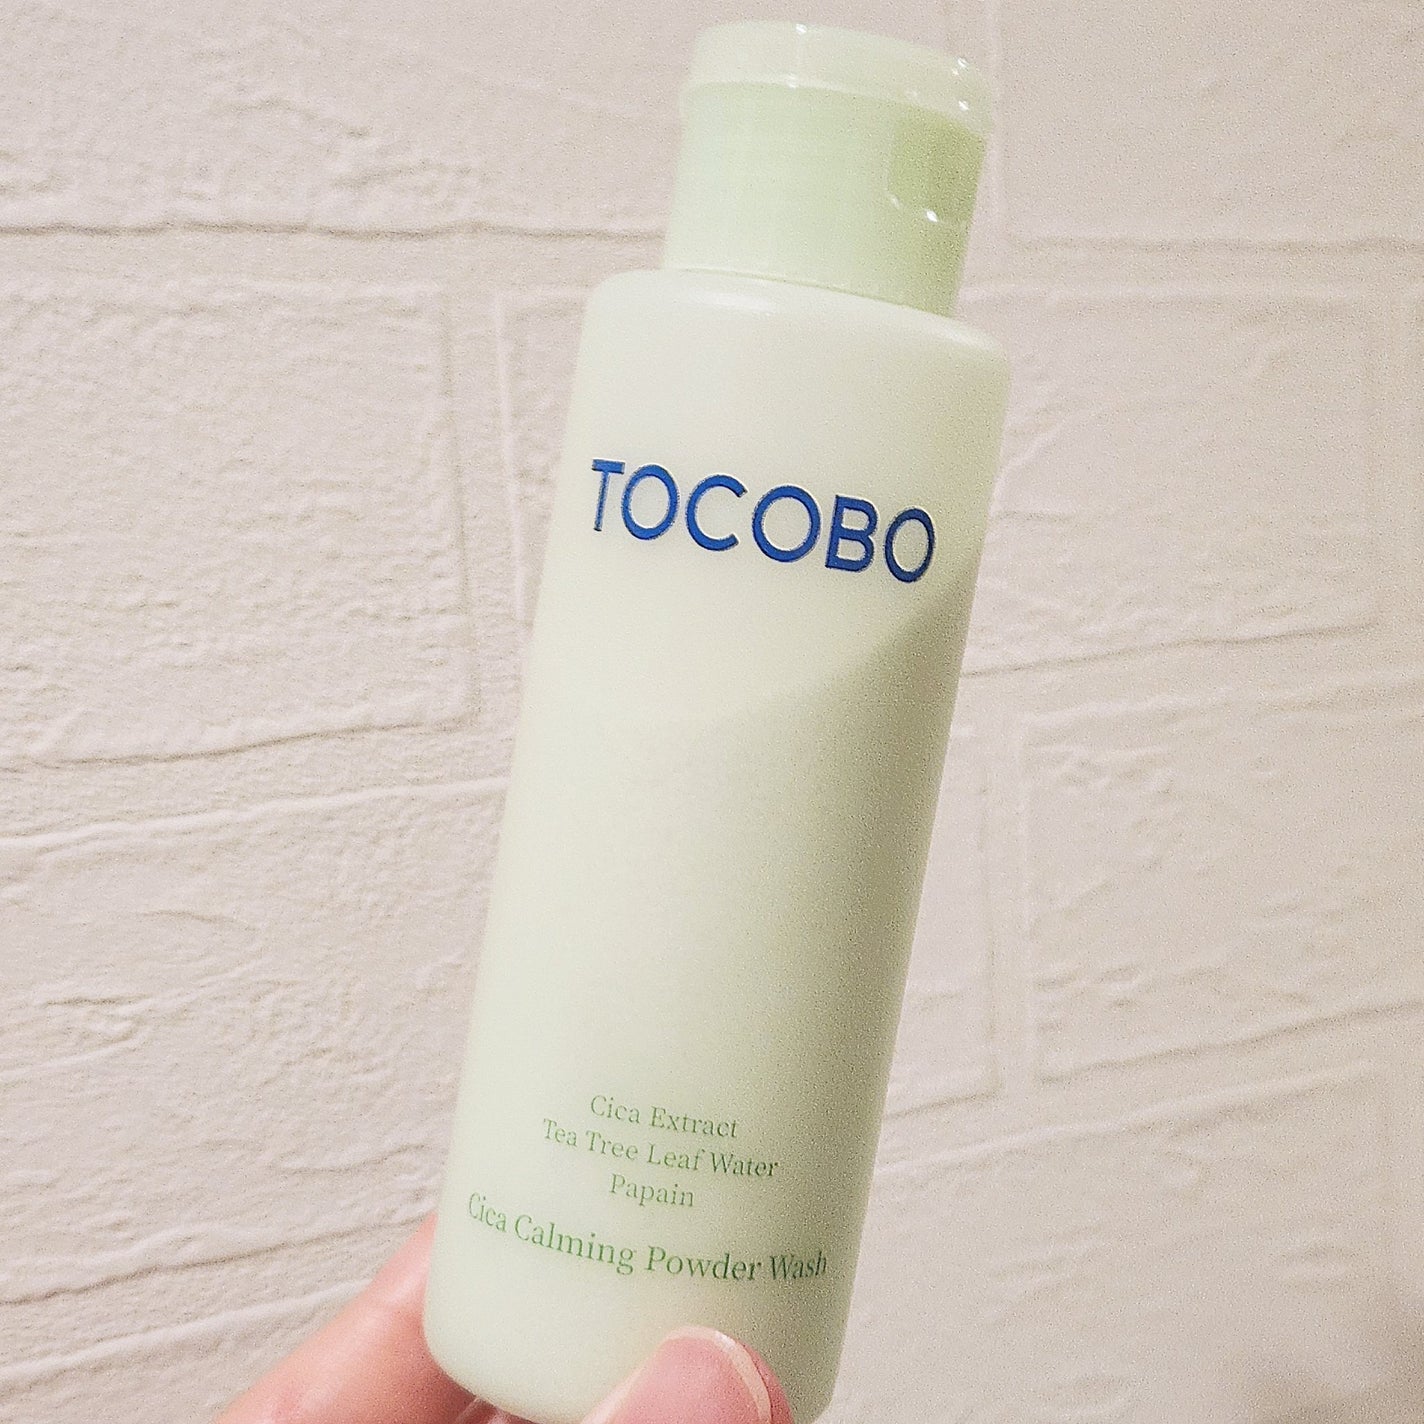 TOCOBO
Cica Extract
Tea Tree Leaf Water
Papain
Cica Calming Powder Wash